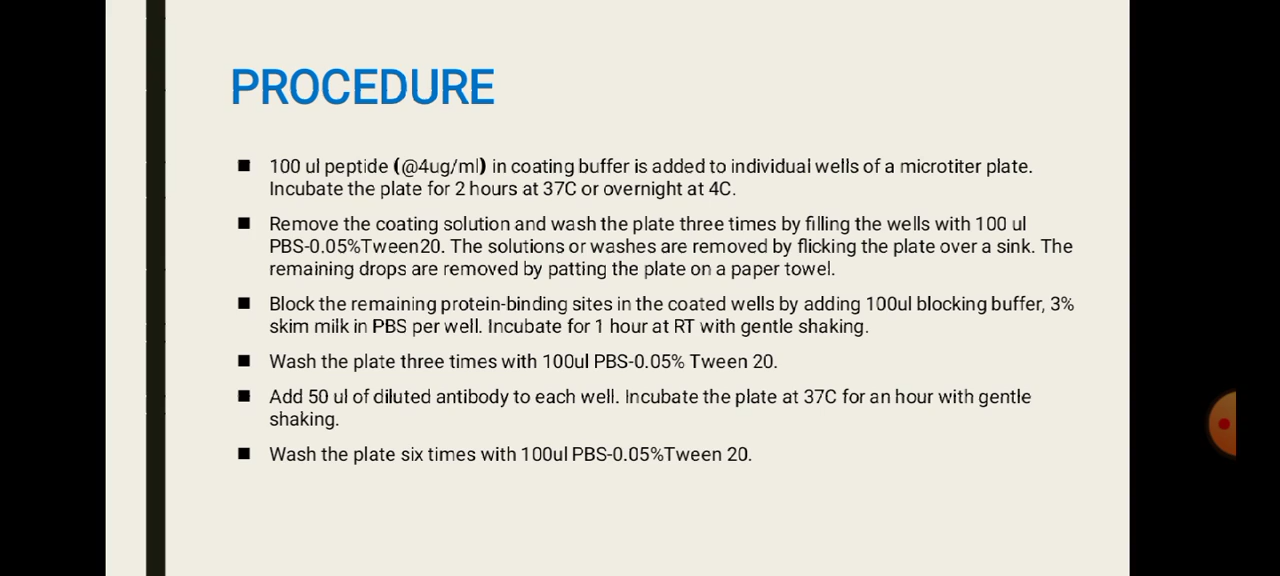 PROCEDURE
100 ul peptide (@4ug/ml) in coating buffer is added to individual wells of a microtiter plate.
Incubate the plate for 2 hours at 37C or overnight at 4C.
Remove the coating solution and wash the plate three times by filling the wells with 100 ul
PBS-0.05%Tween20. The solutions or washes are removed by flicking the plate over a sink. The
remaining drops are removed by patting the plate on a paper towel.
Block the remaining protein-binding sites in the coated wells by adding 100ul blocking buffer, 3%
skim milk in PBS per well. Incubate for 1 hour at RT with gentle shaking.
Wash the plate three times with 100ul PBS-0.05% Tween 20.
Add 50 ul of diluted antibody to each well. Incubate the plate at 37C for an hour with gentle
shaking.
Wash the plate six times with 100ul PBS-0.05%Tween 20.